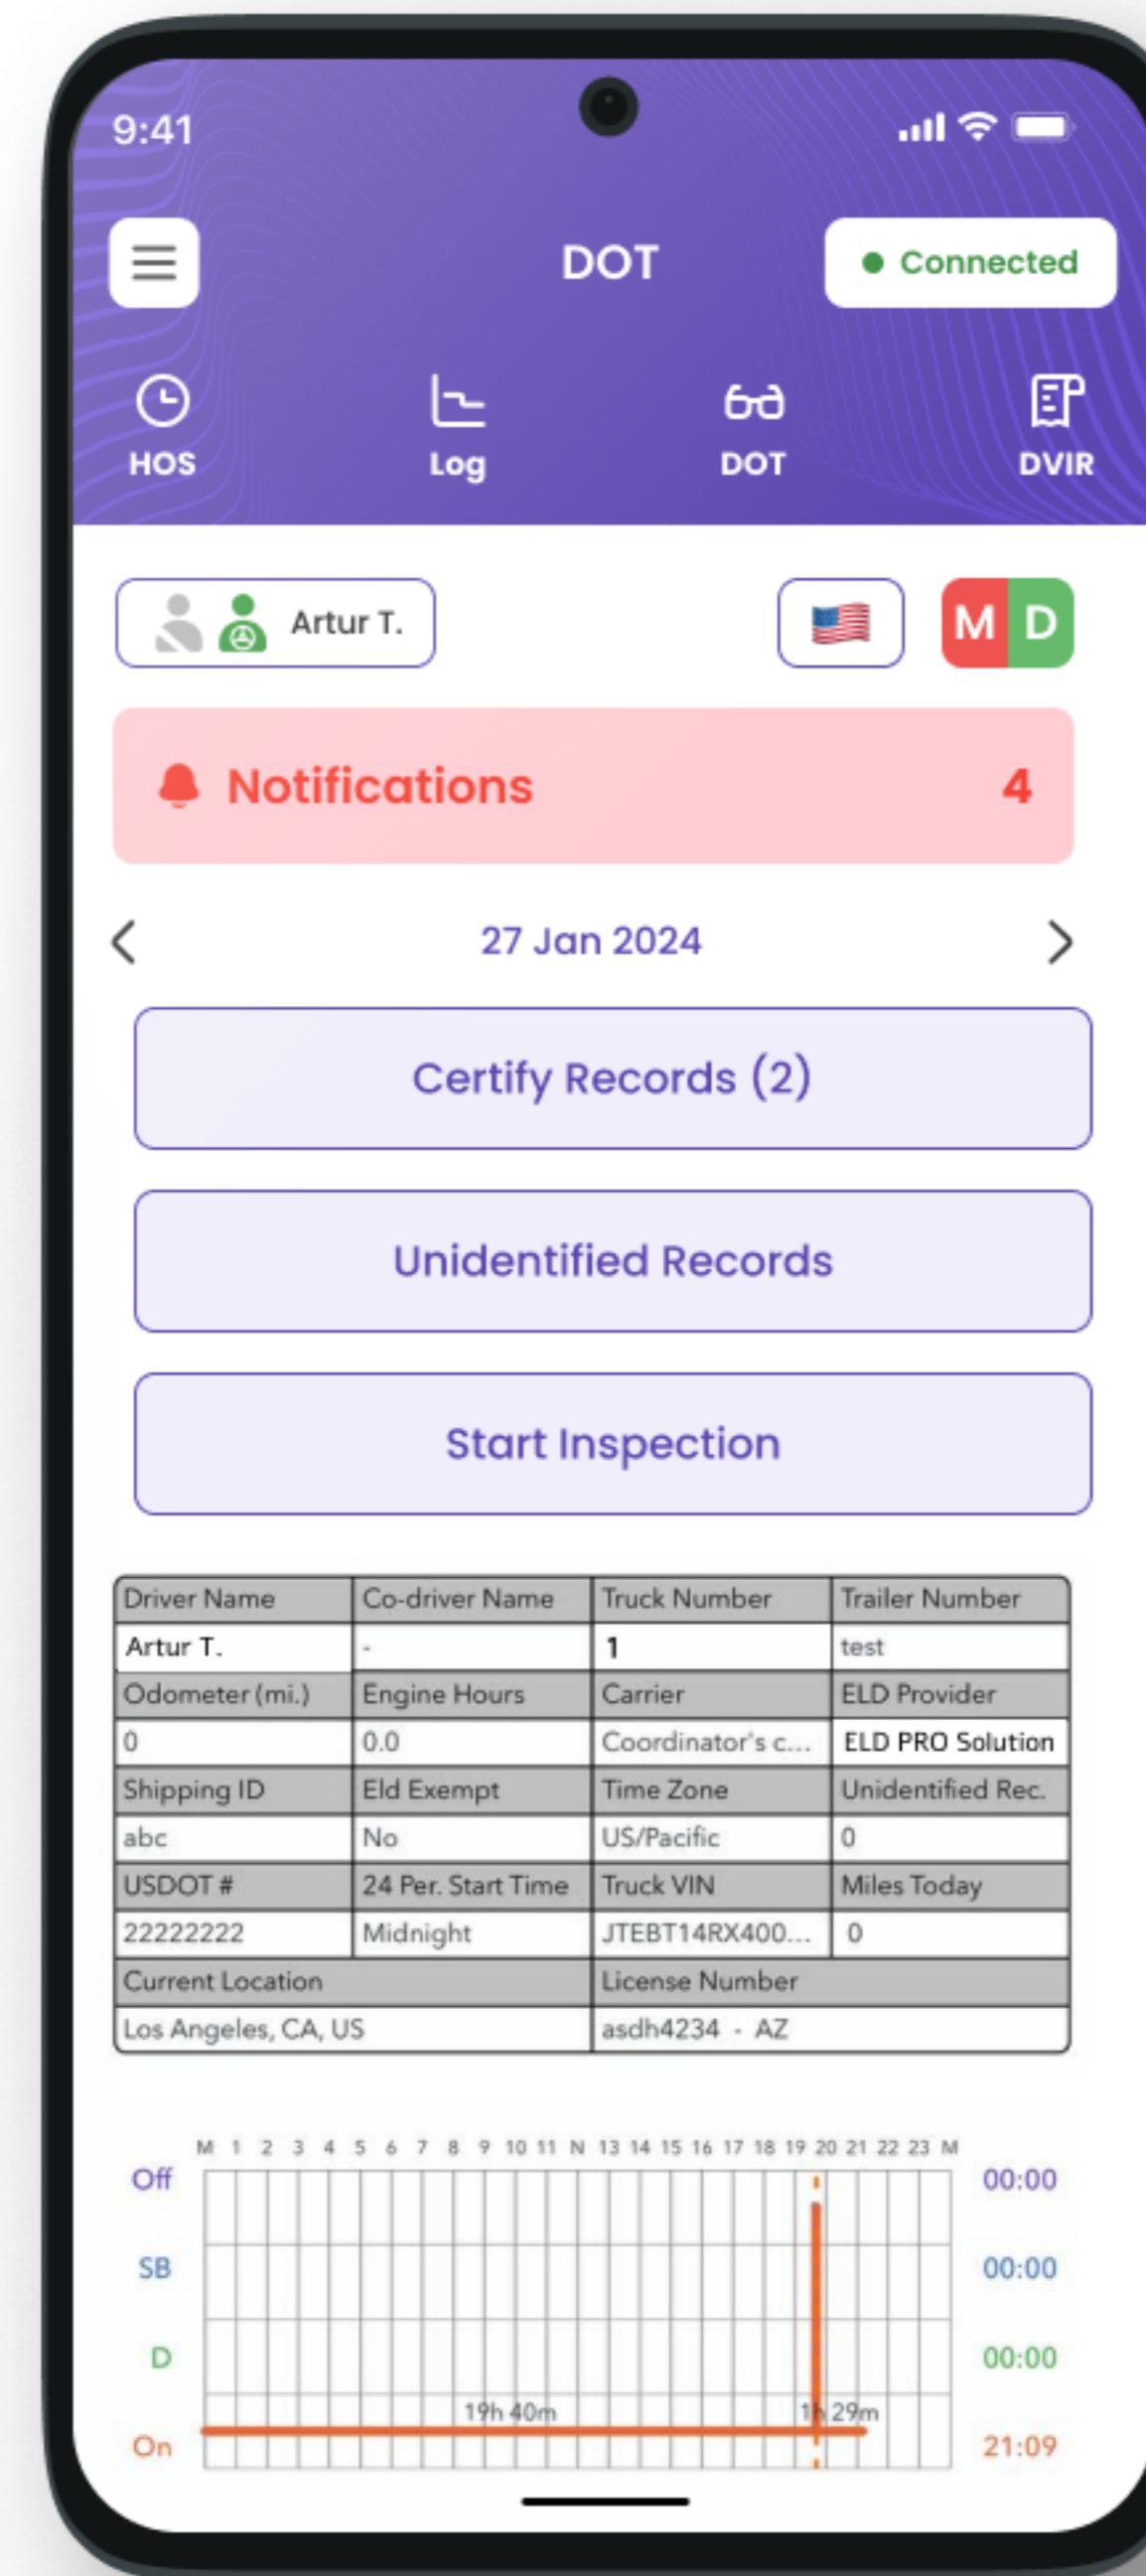 9:41
DOT
Connected
HOS Log DOT DVIR
Artur T.
M D
Notifications 4
27 Jan 2024
Certify Records (2)
Unidentified Records
Start Inspection
Driver Name Co-driver Name Truck Number Trailer Number
Artur T. - 1 test
Odometer (mi.) Engine Hours Carrier ELD Provider
0 0.0 Coordinator's c... ELD PRO Solution
Shipping ID Eld Exempt Time Zone Unidentified Rec.
abc No US/Pacific 0
USDOT # 24 Per. Start Time Truck VIN Miles Today
22222222 Midnight JTEBT14RX400... 0
Current Location License Number
Los Angeles, CA, US asdh4234 - AZ
M 1 2 3 4 5 6 7 8 9 10 11 N 13 14 15 16 17 18 19 20 21 22 23 M
Off 00:00
SB 00:00
D 00:00
19h 40m 1h 29m
On 21:09